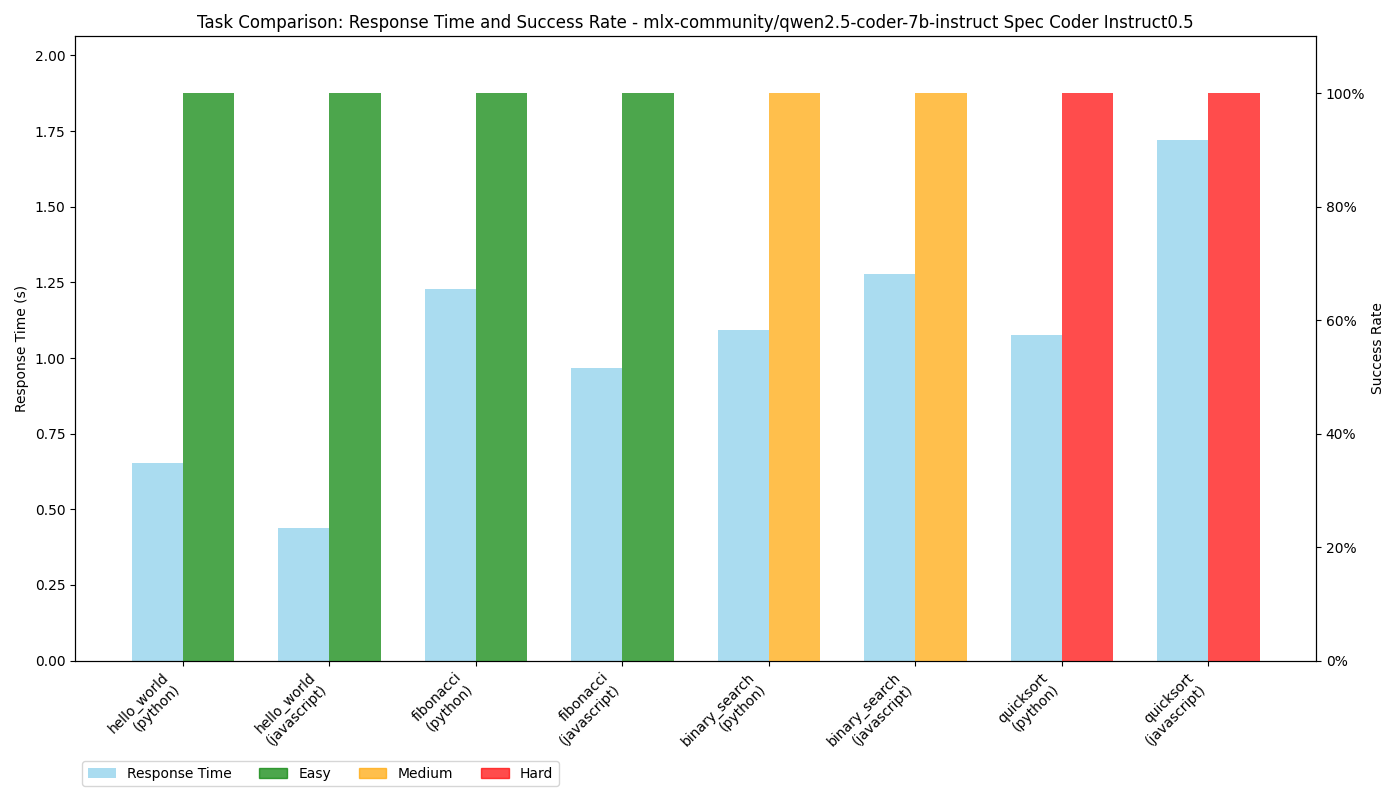 Task Comparison: Response Time and Success Rate - mlx-community/qwen2.5-coder-7b-instruct Spec Coder Instruct0.5
Response Time (s)
2.00
1.75
1.50
1.25
1.00
0.75
0.50
0.25
0.00
100%
80%
60%
40%
20%
0%
Success Rate
hello_world
(python)
hello_world
(javascript)
fibonacci
(python)
fibonacci
(javascript)
binary_search
(python)
binary_search
(javascript)
quicksort
(python)
quicksort
(javascript)
Response Time
Easy
Medium
Hard